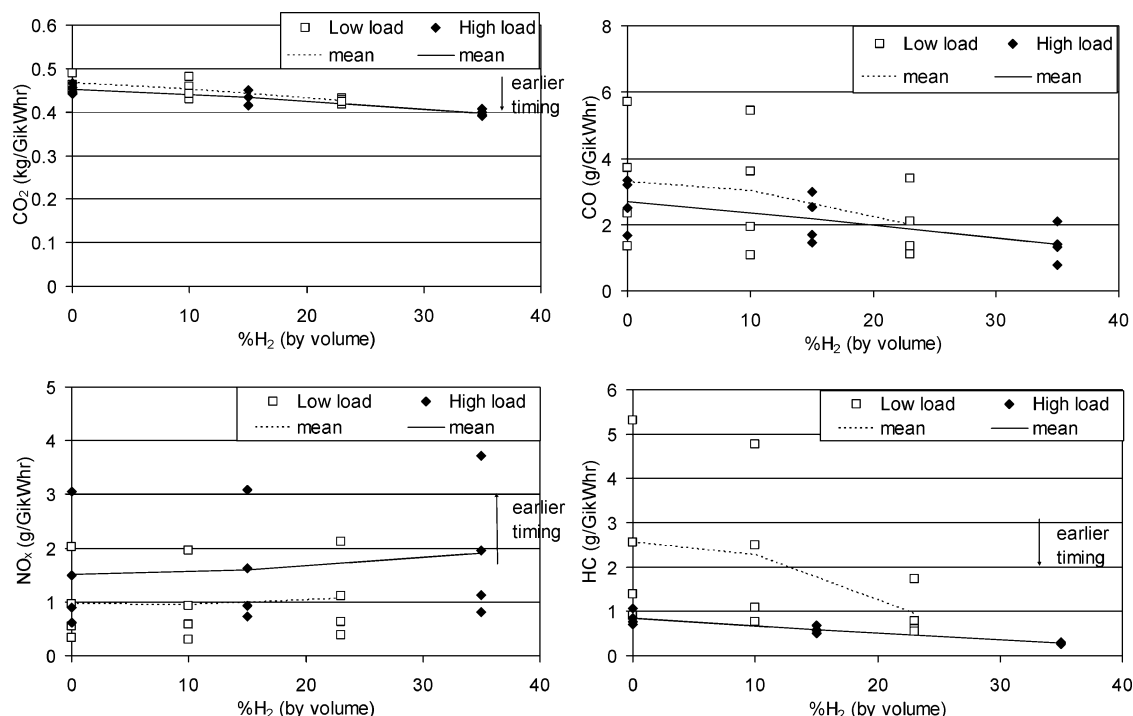 Low load High load
mean mean
0.6
0.5
0.4
0.3
0.2
0.1
0
CO₂ (kg/GikWhr)
earlier
timing
0 10 20 30 40
%H₂ (by volume)
Low load High load
mean mean
8
6
4
2
0
CO (g/GikWhr)
0 10 20 30 40
%H₂ (by volume)
Low load High load
mean mean
5
4
3
2
1
0
NOₓ (g/GikWhr)
earlier
timing
0 10 20 30 40
%H₂ (by volume)
Low load High load
mean mean
6
5
4
3
2
1
0
HC (g/GikWhr)
earlier
timing
0 10 20 30 40
%H₂ (by volume)